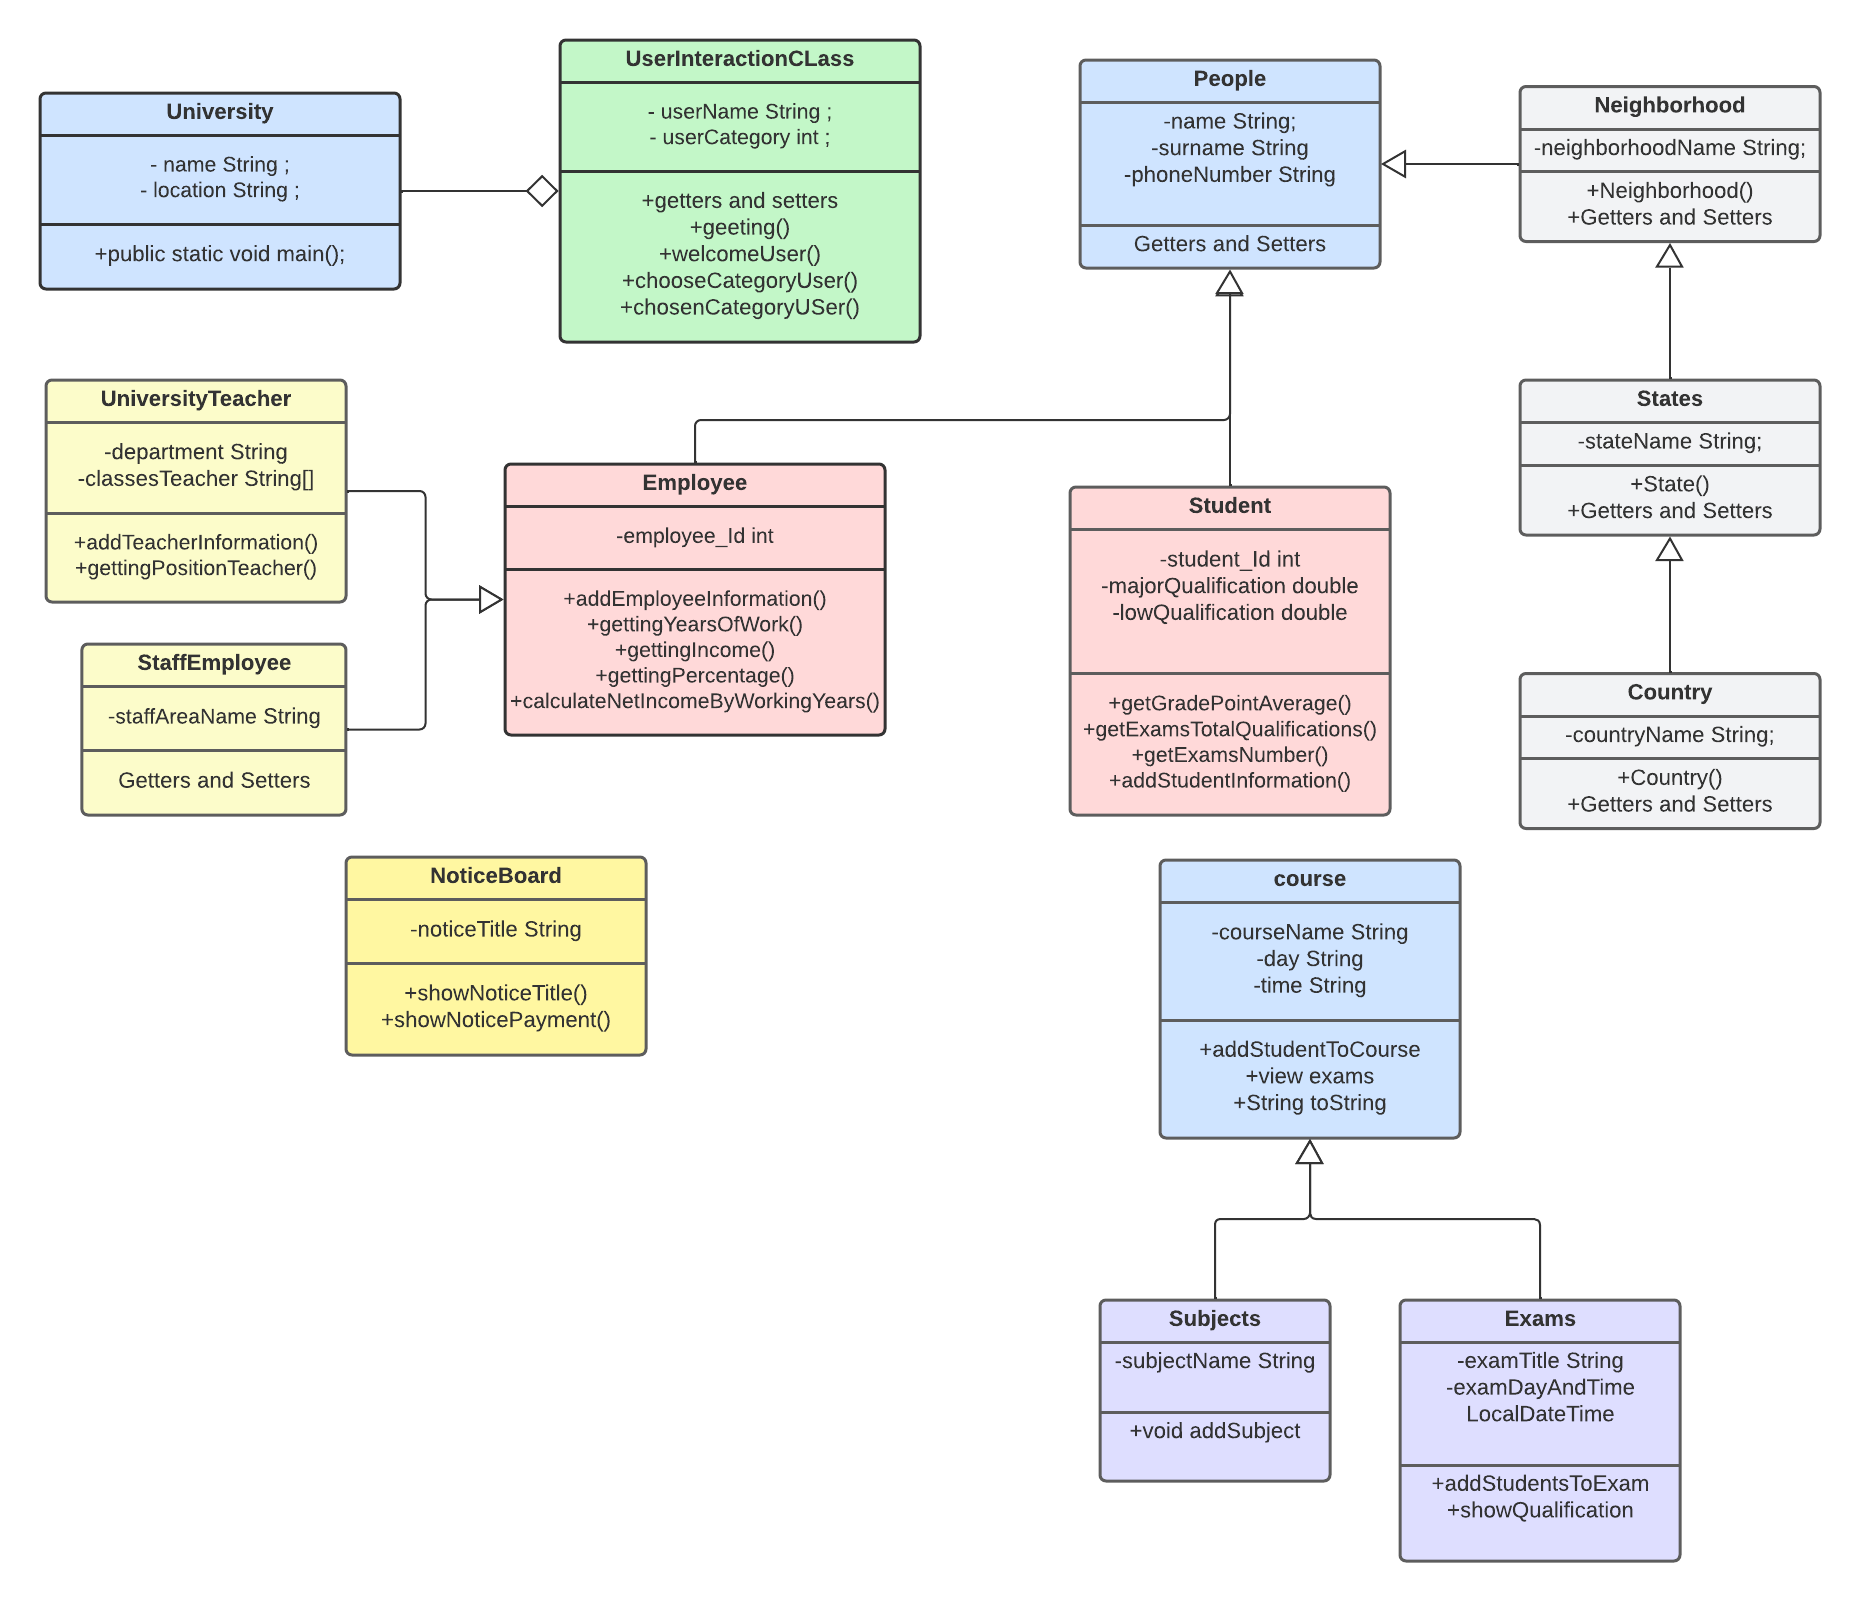 UserInteractionCLass
- userName String ;
- userCategory int ;
+getters and setters
+geeting()
+welcomeUser()
+chooseCategoryUser()
+chosenCategoryUSer()
University
- name String ;
- location String ;
+public static void main();
People
-name String;
-surname String
-phoneNumber String
Getters and Setters
Neighborhood
-neighborhoodName String;
+Neighborhood()
+Getters and Setters
UniversityTeacher
-department String
-classesTeacher String[]
+addTeacherInformation()
+gettingPositionTeacher()
States
-stateName String;
+State()
+Getters and Setters
Employee
-employee_Id int
+addEmployeeInformation()
+gettingYearsOfWork()
+gettingIncome()
+gettingPercentage()
+calculateNetIncomeByWorkingYears()
Student
-student_Id int
-majorQualification double
-lowQualification double
+getGradePointAverage()
+getExamsTotalQualifications()
+getExamsNumber()
+addStudentInformation()
StaffEmployee
-staffAreaName String
Getters and Setters
Country
-countryName String;
+Country()
+Getters and Setters
NoticeBoard
-noticeTitle String
+showNoticeTitle()
+showNoticePayment()
course
-courseName String
-day String
-time String
+addStudentToCourse
+view exams
+String toString
Subjects
-subjectName String
+void addSubject
Exams
-examTitle String
-examDayAndTime
LocalDateTime
+addStudentsToExam
+showQualification